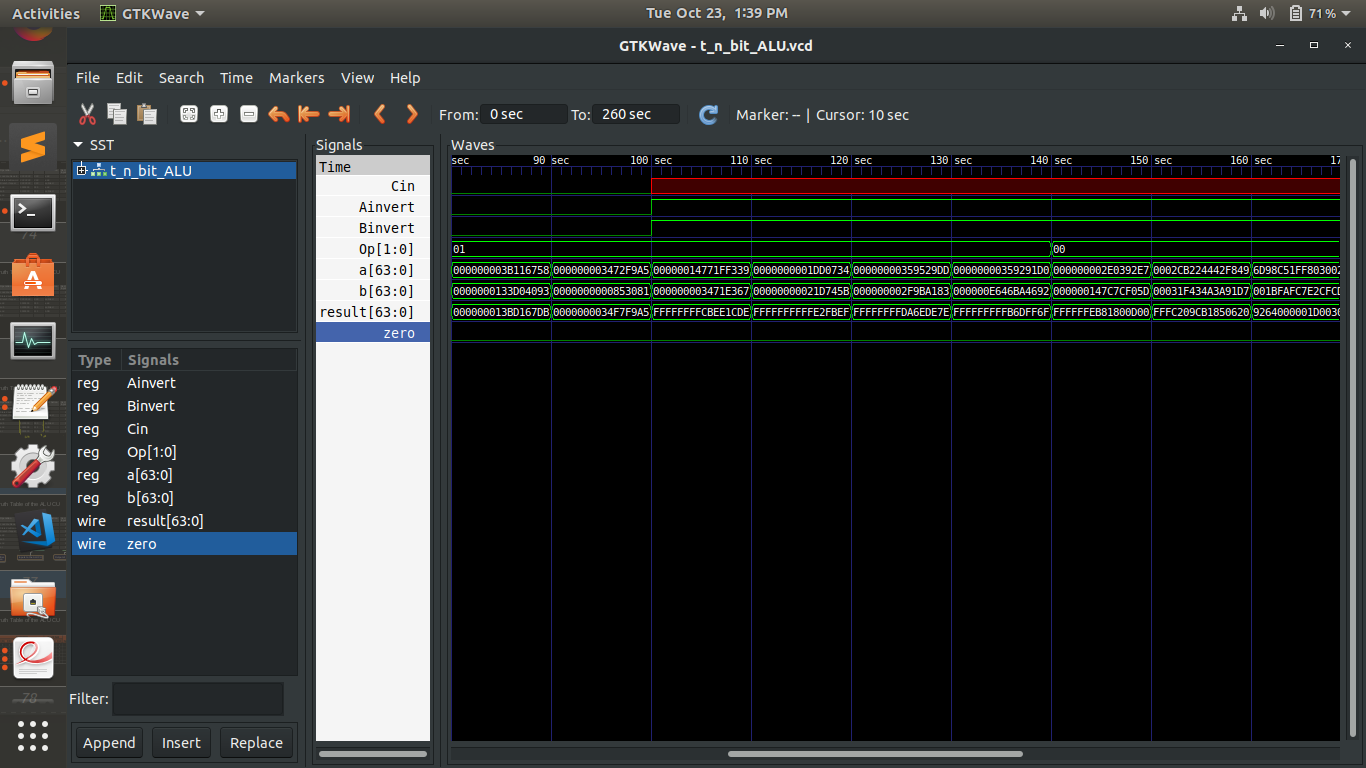 Activities GTKWave Tue Oct 23, 1:39 PM 71%
GTKWave - t_n_bit_ALU.vcd
File Edit Search Time Markers View Help
From: 0 sec To: 260 sec Marker: -- | Cursor: 10 sec
SST
t_n_bit_ALU
Type Signals
reg Ainvert
reg Binvert
reg Cin
reg Op[1:0]
reg a[63:0]
reg b[63:0]
wire result[63:0]
wire zero
Filter:
Append Insert Replace
Signals
Time
Cin
Ainvert
Binvert
Op[1:0]
a[63:0]
b[63:0]
result[63:0]
zero
Waves
sec 90 sec 100 sec 110 sec 120 sec 130 sec 140 sec 150 sec 160 sec 17
01 00
000000003B116758 000000003472F9A5 00000014771FF339 0000000001DD0734 00000000359529DD 00000000359291D0 000000002E0392E7 0002CB224442F849 6D98C51FF803002
0000000133D04093 0000000000853081 000000003471E367 00000000021D745B 000000002F9BA183 000000E646BA4692 000000147C7CF05D 00031F434A3A91D7 001BFAFC7E2CFCD
000000013BD167DB 0000000034F7F9A5 FFFFFFFFCBEE1CDE FFFFFFFFFFE2FBEF FFFFFFFFDA6EDE7E FFFFFFFFFB6DFF6F FFFFFFEB81800D00 FFFC209CB1850620 9264000001D0030